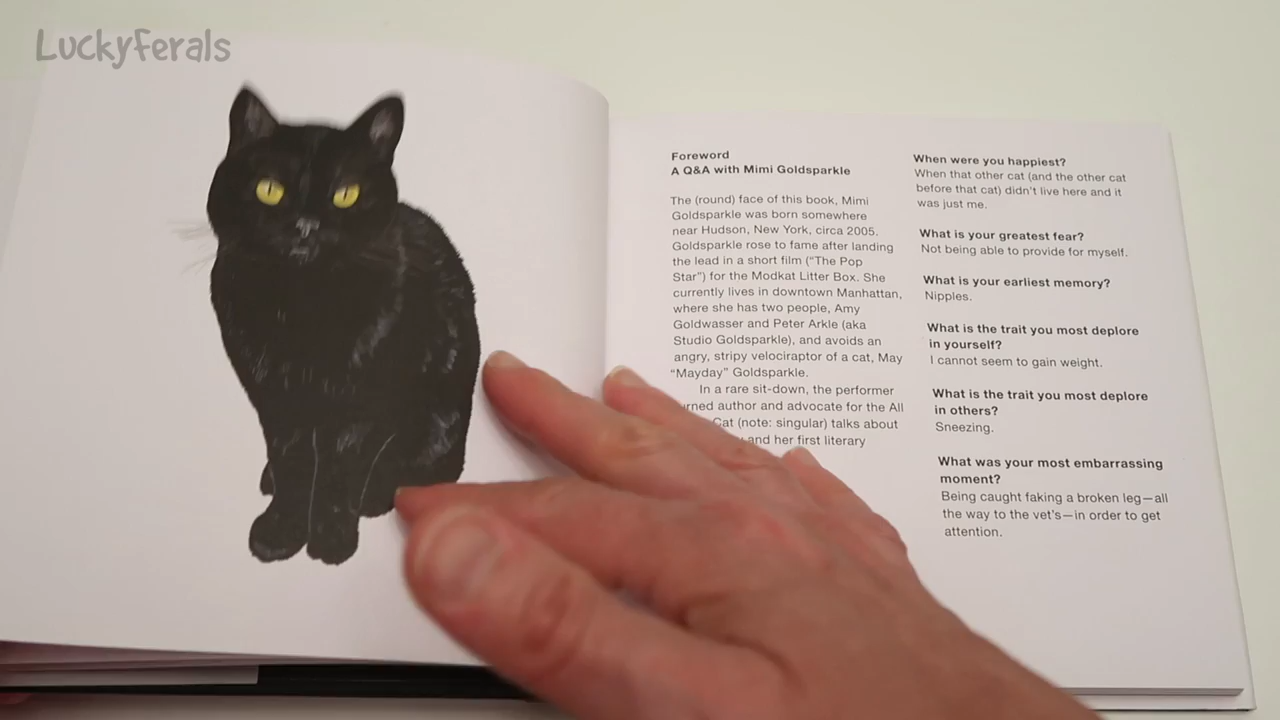 LuckyFerals
Foreword
A Q&A with Mimi Goldsparkle
The (round) face of this book, Mimi
Goldsparkle was born somewhere
near Hudson, New York, circa 2005.
Goldsparkle rose to fame after landing
the lead in a short film (“The Pop
Star”) for the Modkat Litter Box. She
currently lives in downtown Manhattan,
where she has two people, Amy
Goldwasser and Peter Arkle (aka
Studio Goldsparkle), and avoids an
angry, stripy velociraptor of a cat, May
“Mayday” Goldsparkle.
In a rare sit-down, the performer
author and advocate for the All
Cat (note: singular) talks about
and her first literary
When were you happiest?
When that other cat (and the other cat
before that cat) didn’t live here and it
was just me.
What is your greatest fear?
Not being able to provide for myself.
What is your earliest memory?
Nipples.
What is the trait you most deplore
in yourself?
I cannot seem to gain weight.
What is the trait you most deplore
in others?
Sneezing.
What was your most embarrassing
moment?
Being caught faking a broken leg—all
the way to the vet’s—in order to get
attention.